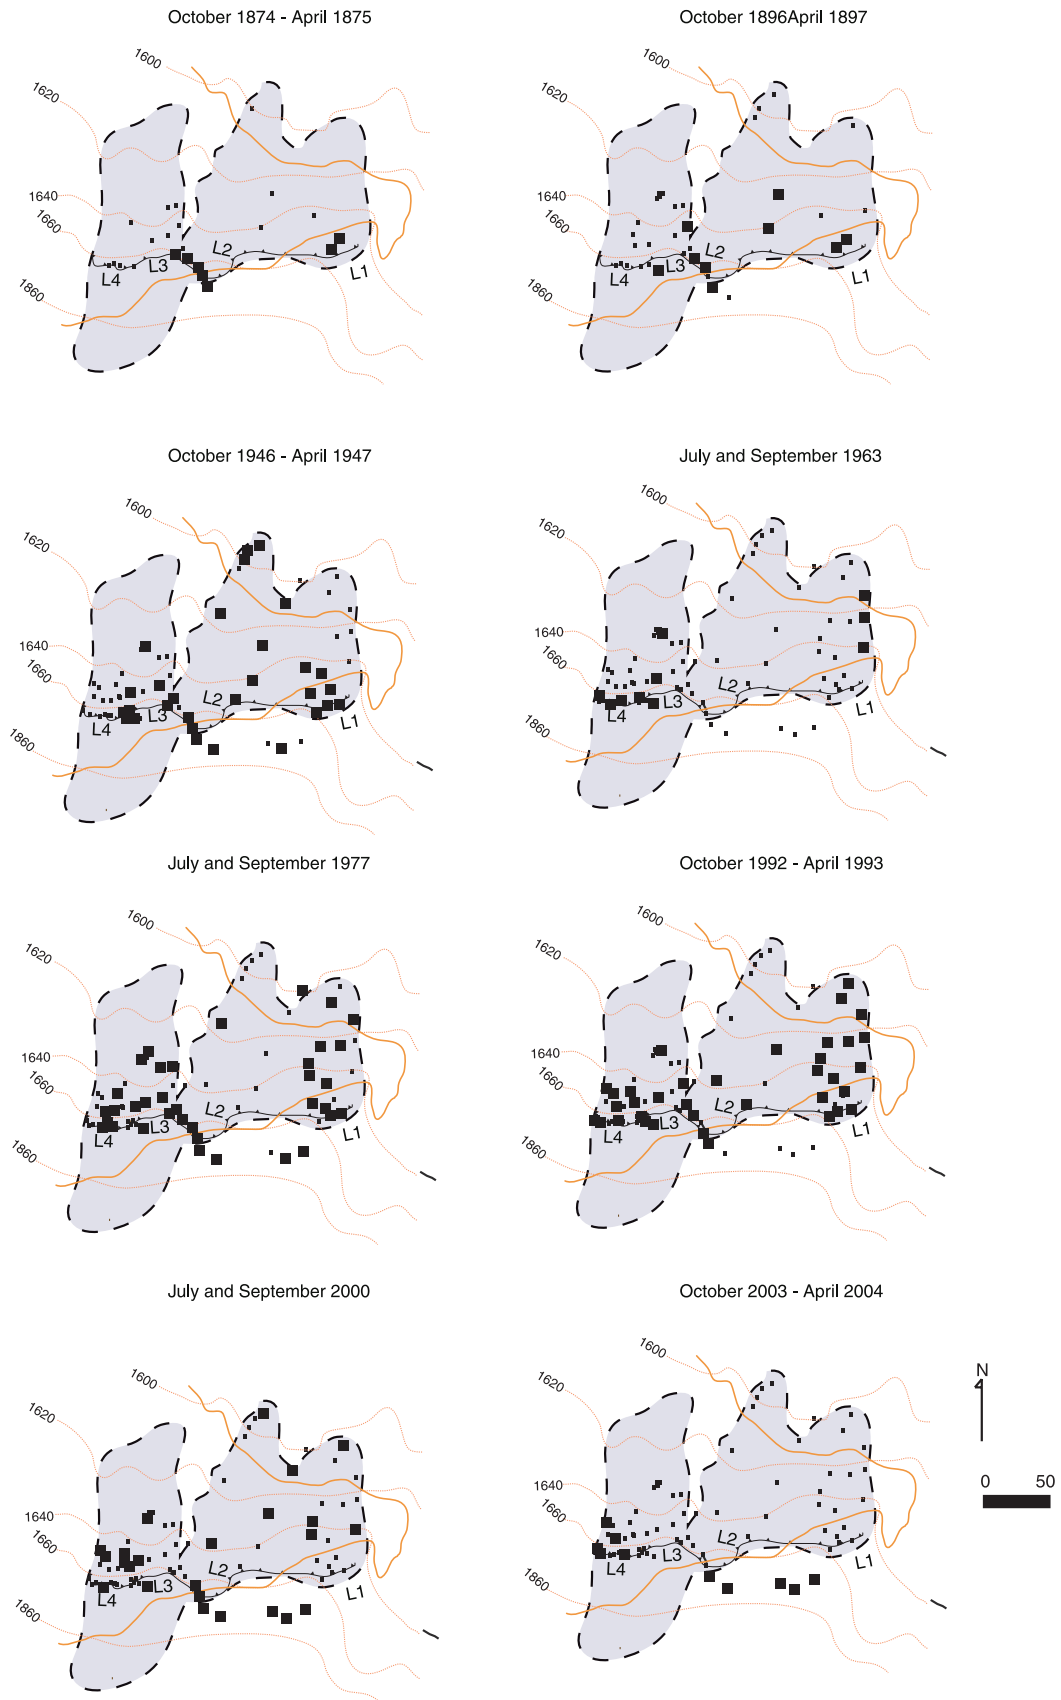 October 1874 - April 1875
1600
1620
1640
1660
1860
L4
L3
L2
L1
October 1896April 1897
1600
1620
1640
1660
1860
L4
L3
L2
L1
October 1946 - April 1947
1600
1620
1640
1660
1860
L4
L3
L2
L1
July and September 1963
1600
1620
1640
1660
1860
L4
L3
L2
L1
July and September 1977
1600
1620
1640
1660
1860
L4
L3
L2
L1
October 1992 - April 1993
1600
1620
1640
1660
1860
L4
L3
L2
L1
July and September 2000
1600
1620
1640
1660
1860
L4
L3
L2
L1
October 2003 - April 2004
1600
1620
1640
1660
1860
L4
L3
L2
L1
N
0 50